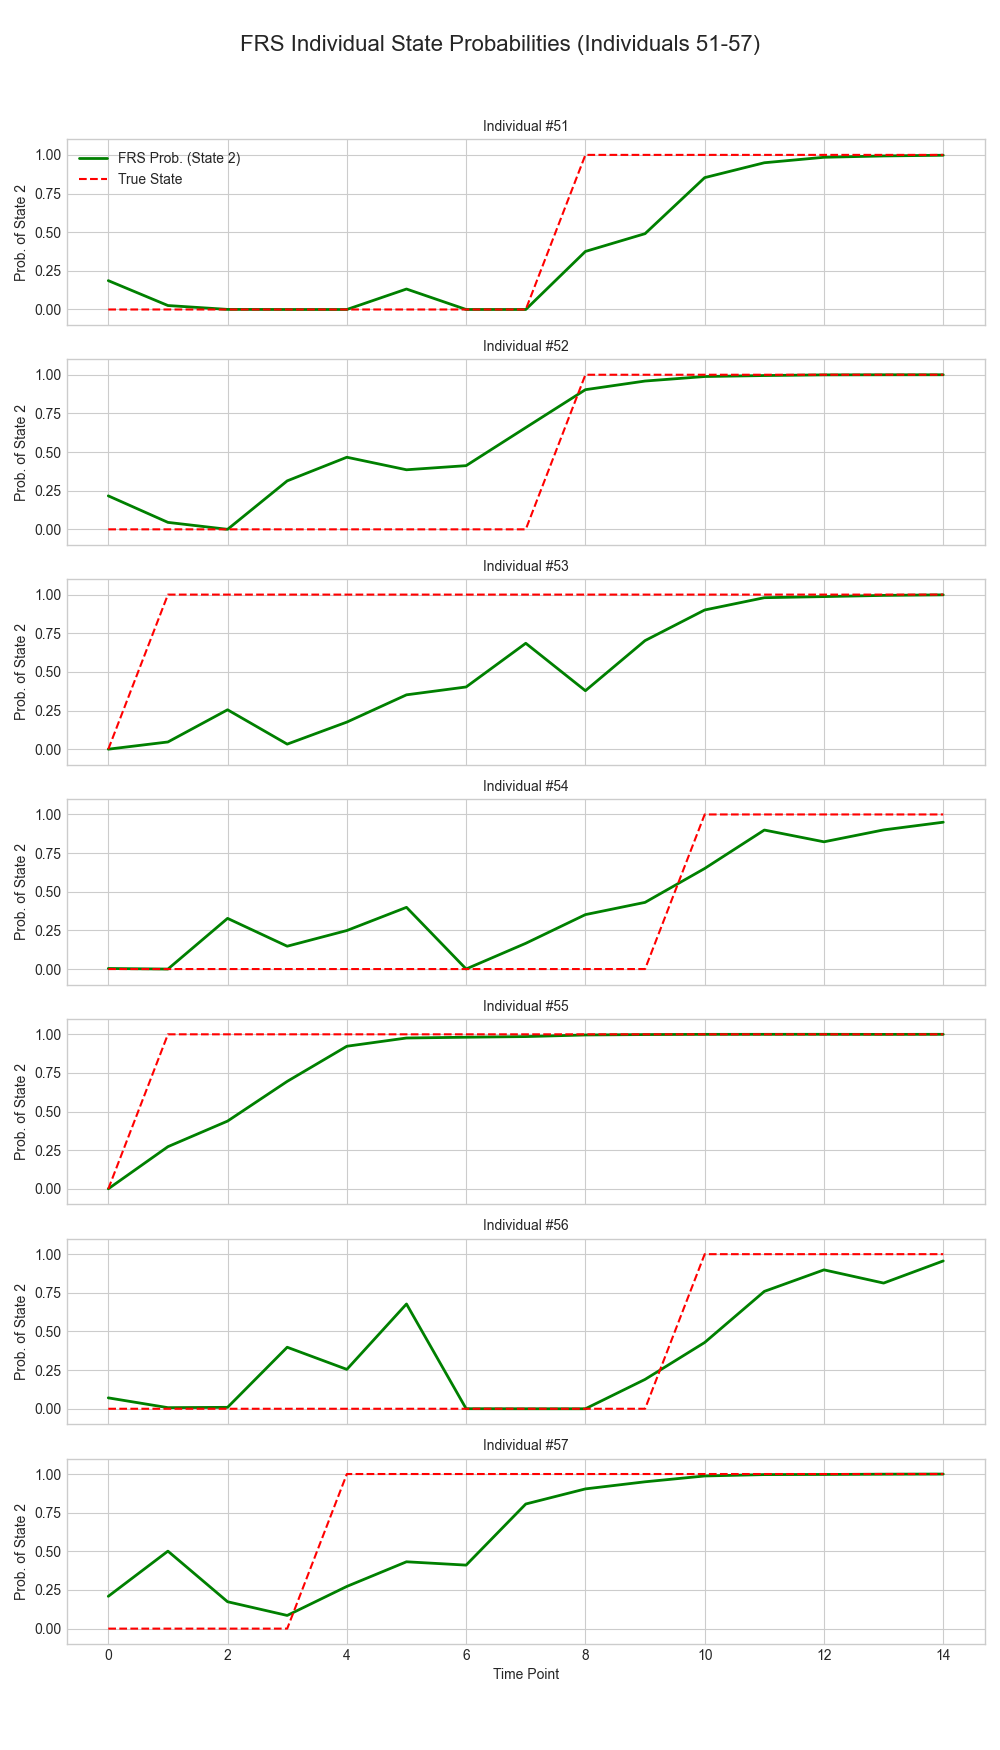 FRS Individual State Probabilities (Individuals 51-57)
Individual #51
FRS Prob. (State 2)
True State
Prob. of State 2
1.00
0.75
0.50
0.25
0.00
Individual #52
Prob. of State 2
1.00
0.75
0.50
0.25
0.00
Individual #53
Prob. of State 2
1.00
0.75
0.50
0.25
0.00
Individual #54
Prob. of State 2
1.00
0.75
0.50
0.25
0.00
Individual #55
Prob. of State 2
1.00
0.75
0.50
0.25
0.00
Individual #56
Prob. of State 2
1.00
0.75
0.50
0.25
0.00
Individual #57
Prob. of State 2
1.00
0.75
0.50
0.25
0.00
0 2 4 6 8 10 12 14
Time Point